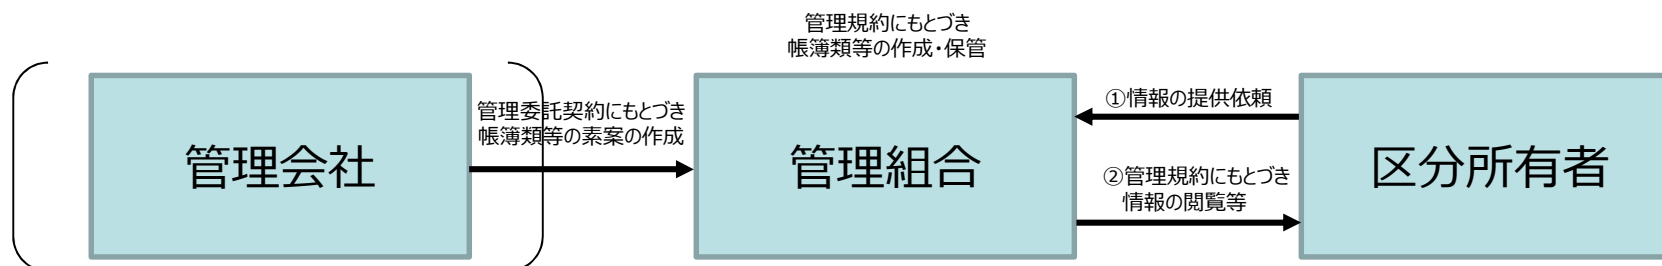 管理規約にもとづき
帳簿類等の作成・保管
管理会社
管理委託契約にもとづき
帳簿類等の素案の作成
管理組合
①情報の提供依頼
②管理規約にもとづき
情報の閲覧等
区分所有者